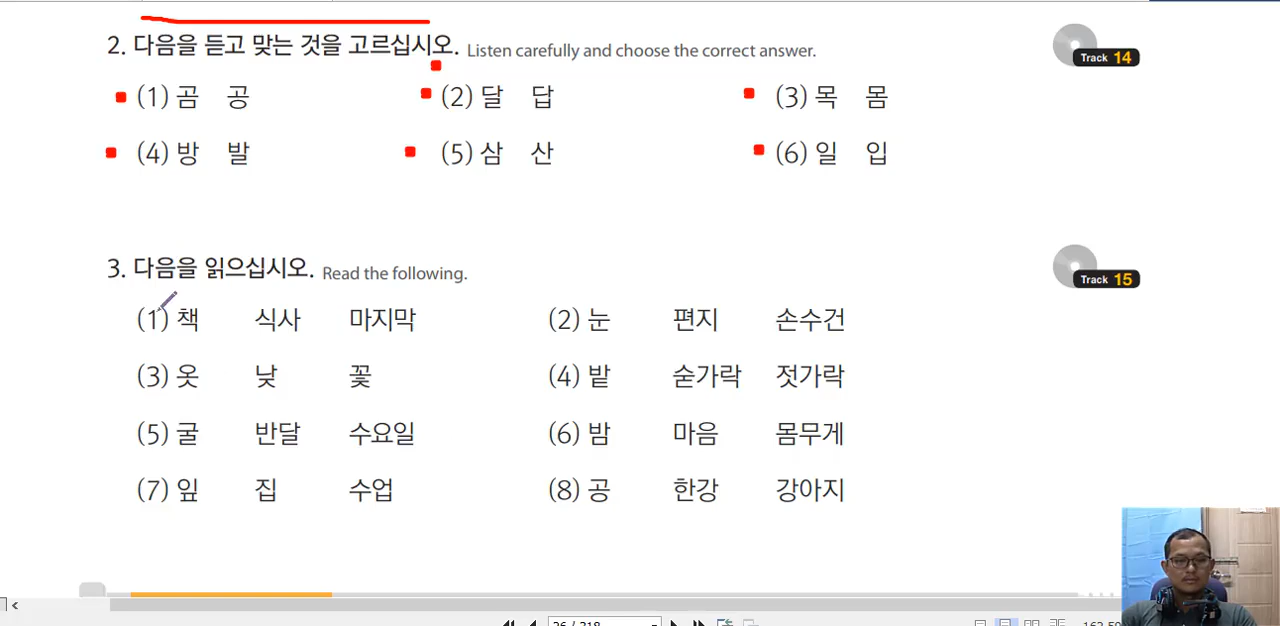 2. 다음을 듣고 맞는 것을 고르십시오. Listen carefully and choose the correct answer. Track 14
(1) 곰 공 (2) 달 답 (3) 목 몸
(4) 방 발 (5) 삼 산 (6) 일 입
3. 다음을 읽으십시오. Read the following. Track 15
(1) 책 식사 마지막 (2) 눈 편지 손수건
(3) 옷 낮 꽃 (4) 밭 숟가락 젓가락
(5) 굴 반달 수요일 (6) 밤 마음 몸무게
(7) 잎 집 수업 (8) 공 한강 강아지